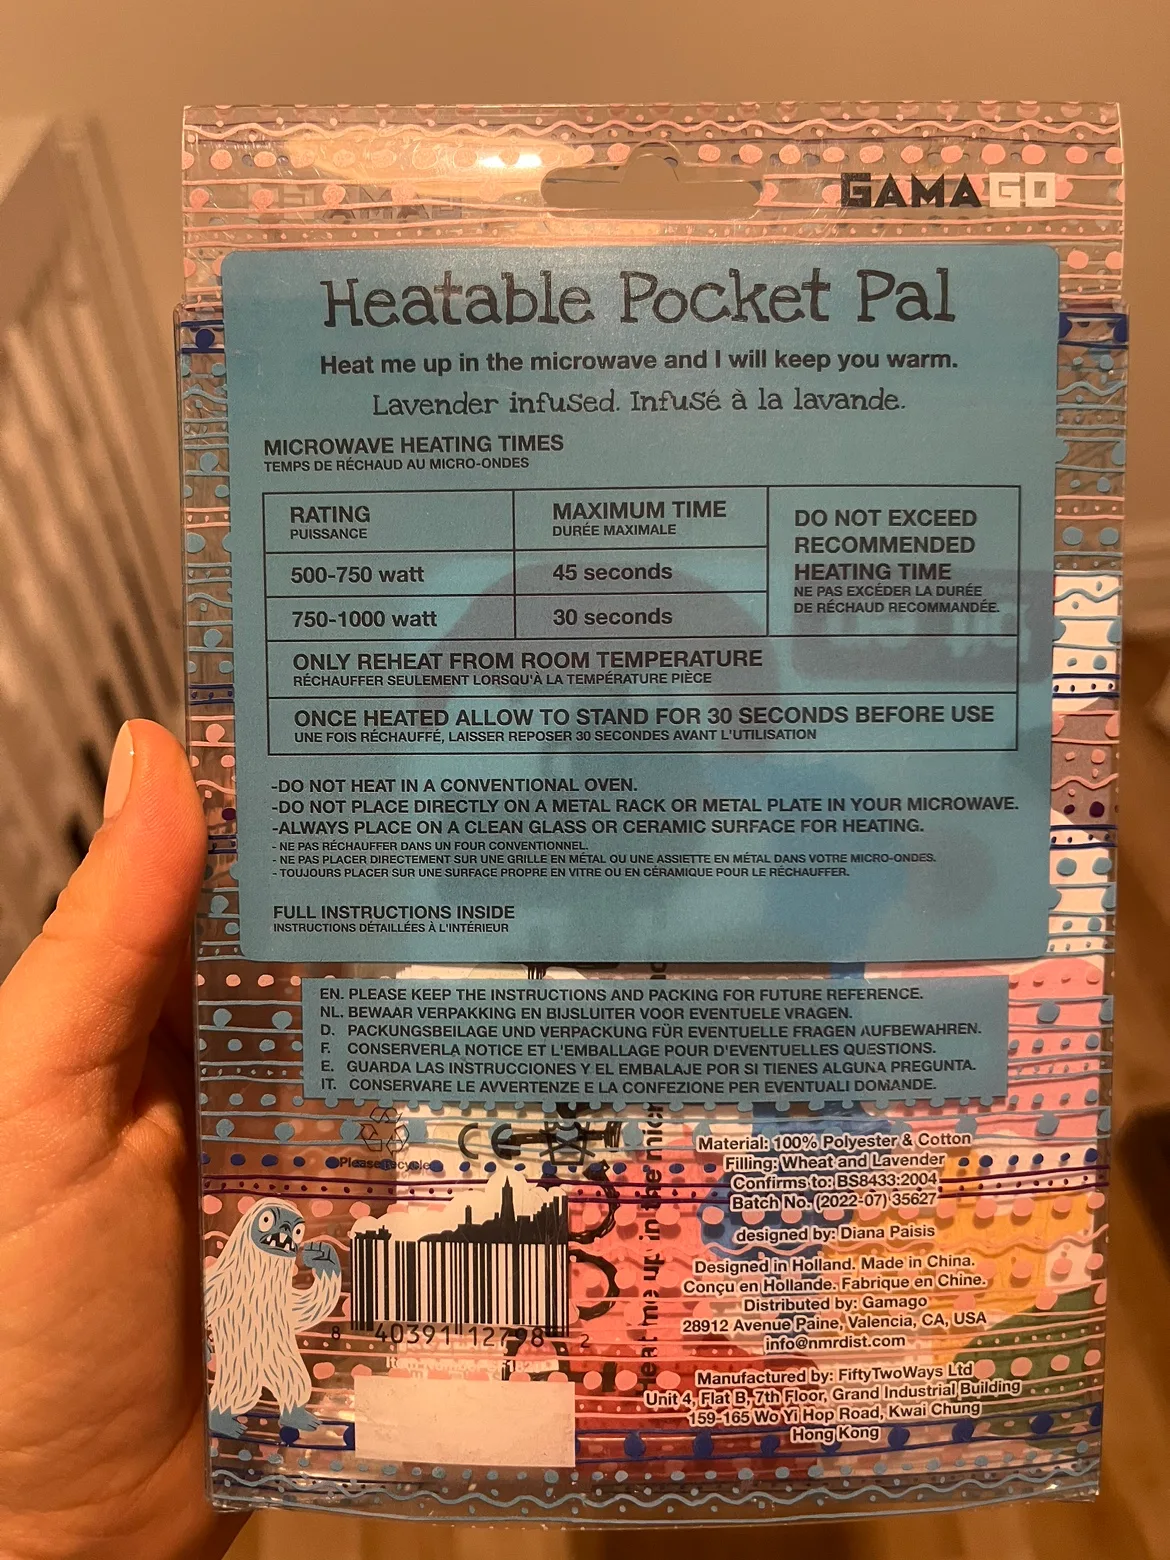 GAMAGO
Heatable Pocket Pal
Heat me up in the microwave and I will keep you warm.
Lavender infused. Infusé à la lavande.
MICROWAVE HEATING TIMES
TEMPS DE RÉCHAUD AU MICRO-ONDES
RATING
PUISSANCE
MAXIMUM TIME
DURÉE MAXIMALE
500-750 watt
45 seconds
750-1000 watt
30 seconds
DO NOT EXCEED
RECOMMENDED
HEATING TIME
NE PAS EXCÉDER LA DURÉE
DE RÉCHAUD RECOMMANDÉE.
ONLY REHEAT FROM ROOM TEMPERATURE
RÉCHAUFFER SEULEMENT LORSQU'À LA TEMPÉRATURE PIÈCE
ONCE HEATED ALLOW TO STAND FOR 30 SECONDS BEFORE USE
UNE FOIS RÉCHAUFFÉ, LAISSER REPOSER 30 SECONDES AVANT L'UTILISATION
-DO NOT HEAT IN A CONVENTIONAL OVEN.
-DO NOT PLACE DIRECTLY ON A METAL RACK OR METAL PLATE IN YOUR MICROWAVE.
-ALWAYS PLACE ON A CLEAN GLASS OR CERAMIC SURFACE FOR HEATING.
- NE PAS RÉCHAUFFER DANS UN FOUR CONVENTIONNEL.
- NE PAS PLACER DIRECTEMENT SUR UNE GRILLE EN MÉTAL OU UNE ASSIETTE EN MÉTAL DANS VOTRE MICRO-ONDES.
- TOUJOURS PLACER SUR UNE SURFACE PROPRE EN VITRE OU EN CÉRAMIQUE POUR LE RÉCHAUFFER.
FULL INSTRUCTIONS INSIDE
INSTRUCTIONS DÉTAILLÉES À L'INTÉRIEUR
EN. PLEASE KEEP THE INSTRUCTIONS AND PACKING FOR FUTURE REFERENCE.
NL. BEWAAR VERPAKKING EN BIJSLUITER VOOR EVENTUELE VRAGEN.
D. PACKUNGSBEILAGE UND VERPACKUNG FÜR EVENTUELLE FRAGEN AUFBEWAHREN.
F. CONSERVERLA NOTICE ET L'EMBALLAGE POUR D'EVENTUELLES QUESTIONS.
E. GUARDA LAS INSTRUCCIONES Y EL EMBALAJE POR SI TIENES ALGUNA PREGUNTA.
IT. CONSERVARE LE AVVERTENZE E LA CONFEZIONE PER EVENTUALI DOMANDE.
CE
Please recycle
8 40391 12798 2
Heat me up in the
Material: 100% Polyester & Cotton
Filling: Wheat and Lavender
Confirms to: BS8433:2004
Batch No. (2022-07) 35627
designed by: Diana Paisis
Designed in Holland. Made in China.
Conçu en Hollande. Fabrique en Chine.
Distributed by: Gamago
28912 Avenue Paine, Valencia, CA, USA
info@nmrdist.com
Manufactured by: FiftyTwoWays Ltd
Unit 4, Flat B, 7th Floor, Grand Industrial Building
159-165 Wo Yi Hop Road, Kwai Chung
Hong Kong